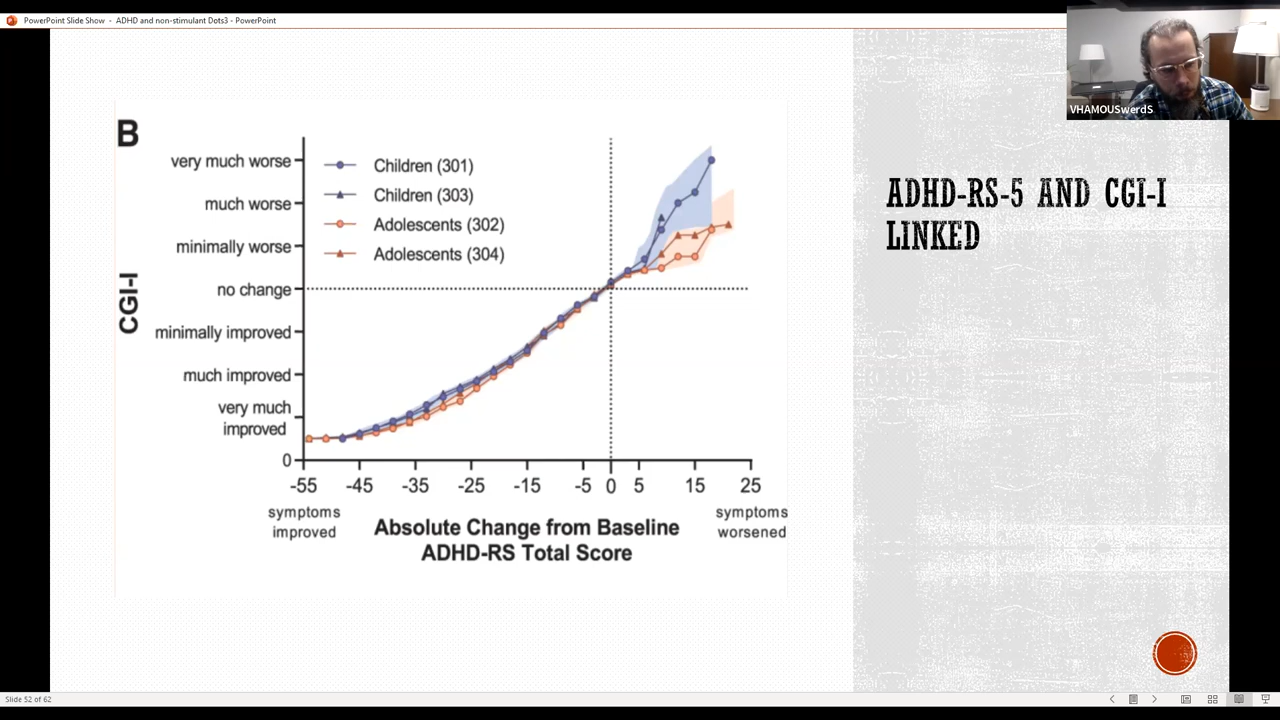 PowerPoint Slide Show - ADHD and non-stimulant Dots3 - PowerPoint
VHAMOUSwerdS
B
very much worse
much worse
minimally worse
no change
minimally improved
much improved
very much
improved
0
CGI-I
Children (301)
Children (303)
Adolescents (302)
Adolescents (304)
-55 -45 -35 -25 -15 -5 0 5 15 25
symptoms
improved
symptoms
worsened
Absolute Change from Baseline
ADHD-RS Total Score
ADHD-RS-5 AND CGI-I
LINKED
Slide 52 of 62